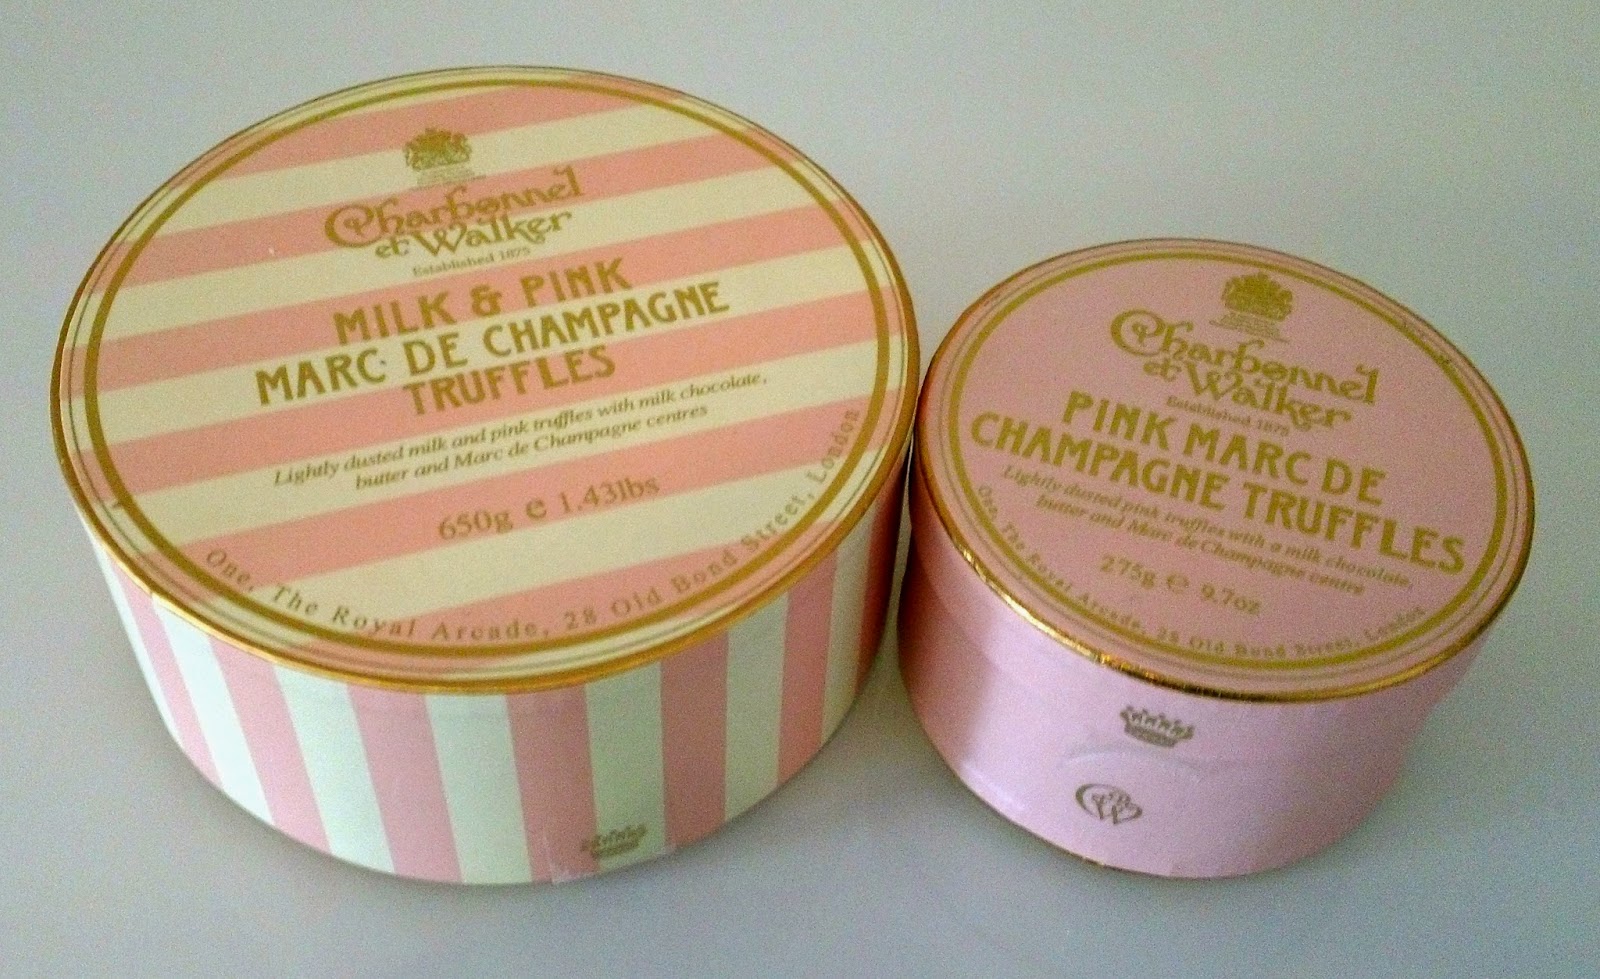 Charbonnel
et Walker
Established 1875
MILK & PINK
MARC DE CHAMPAGNE
TRUFFLES
Lightly dusted milk and pink truffles with milk chocolate,
butter and Marc de Champagne centres
650g e 1.43lbs
One, The Royal Arcade, 28 Old Bond Street, London
Charbonnel
et Walker
Established 1875
PINK MARC DE
CHAMPAGNE TRUFFLES
Lightly dusted pink truffles with a milk chocolate,
butter and Marc de Champagne centre
275g e 9.7oz
One, The Royal Arcade, 28 Old Bond Street, London